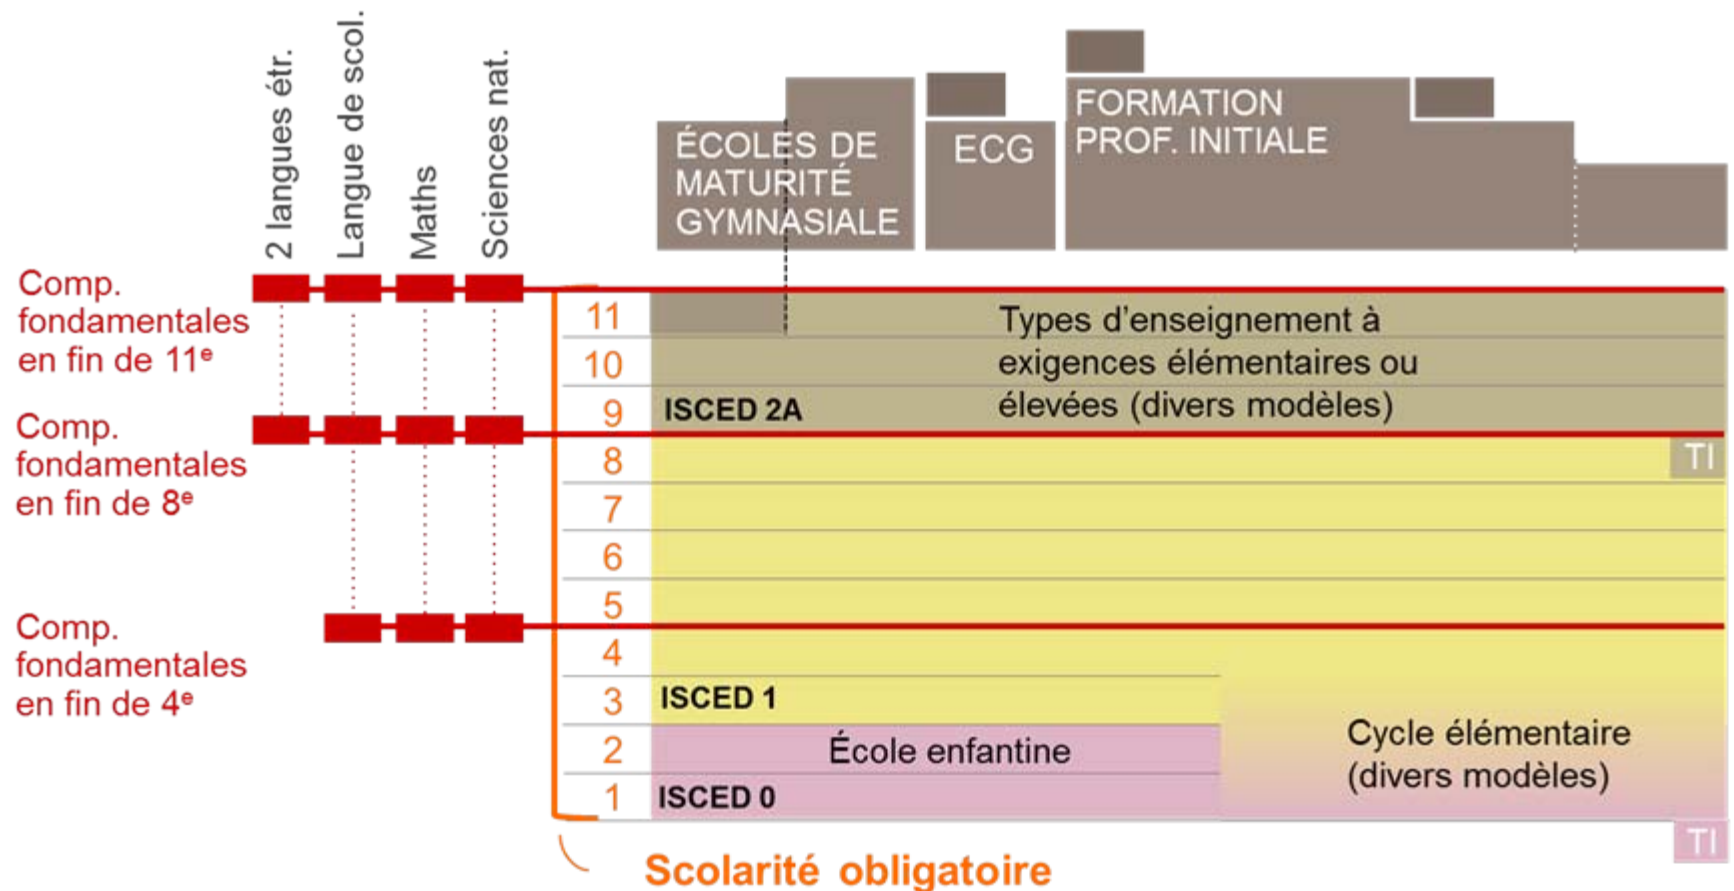 2 langues étr.
Langue de scol.
Maths
Sciences nat.
ÉCOLES DE
MATURITÉ
GYMNASIALE
ECG
FORMATION
PROF. INITIALE
Comp.
fondamentales
en fin de 11e
11
Types d'enseignement à
10
exigences élémentaires ou
9
ISCED 2A
élevées (divers modèles)
Comp.
fondamentales
en fin de 8e
8
TI
7
6
5
Comp.
fondamentales
en fin de 4e
4
3
ISCED 1
2
École enfantine
Cycle élémentaire
(divers modèles)
1
ISCED 0
TI
Scolarité obligatoire